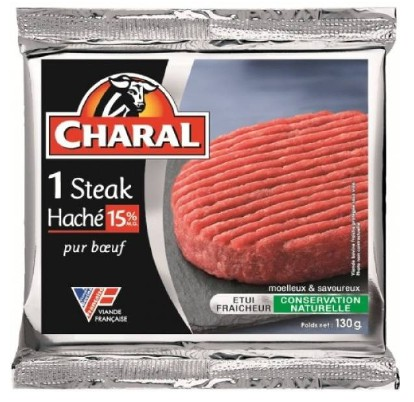 CHARAL
1 Steak
Haché 15%
M.G.
pur bœuf
VIANDE
FRANÇAISE
moelleux & savoureux
ETUI
FRAICHEUR
CONSERVATION
NATURELLE
Poids net : 130g